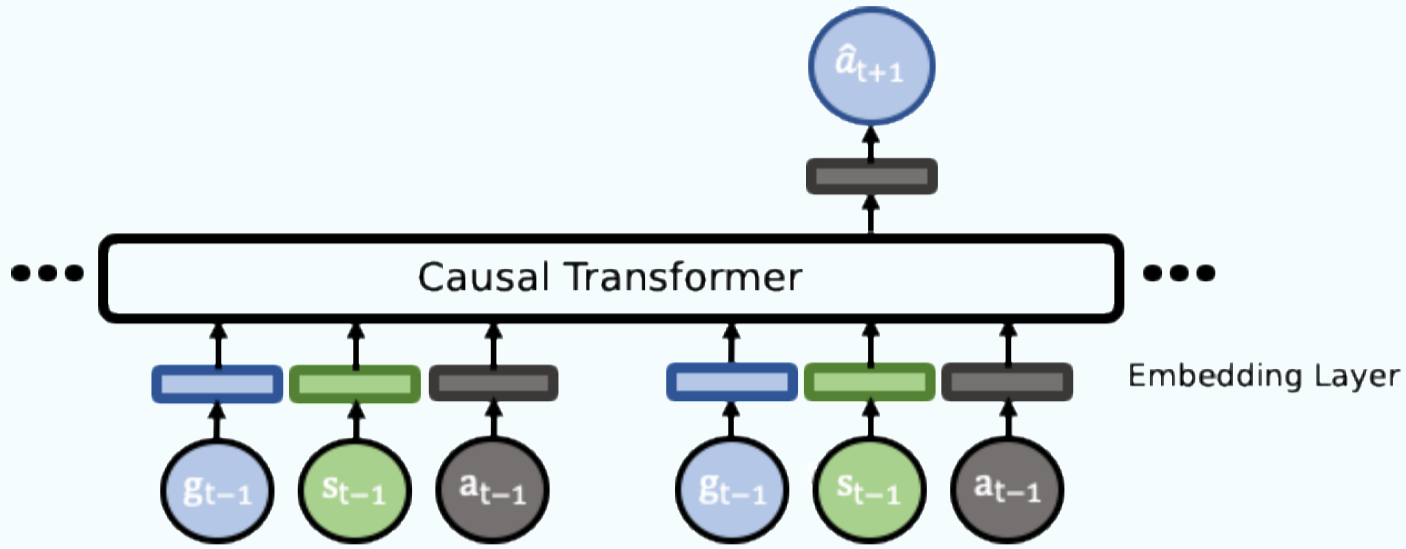 â_{t+1}
Causal Transformer
Embedding Layer
g_{t−1} s_{t−1} a_{t−1} g_{t−1} s_{t−1} a_{t−1}